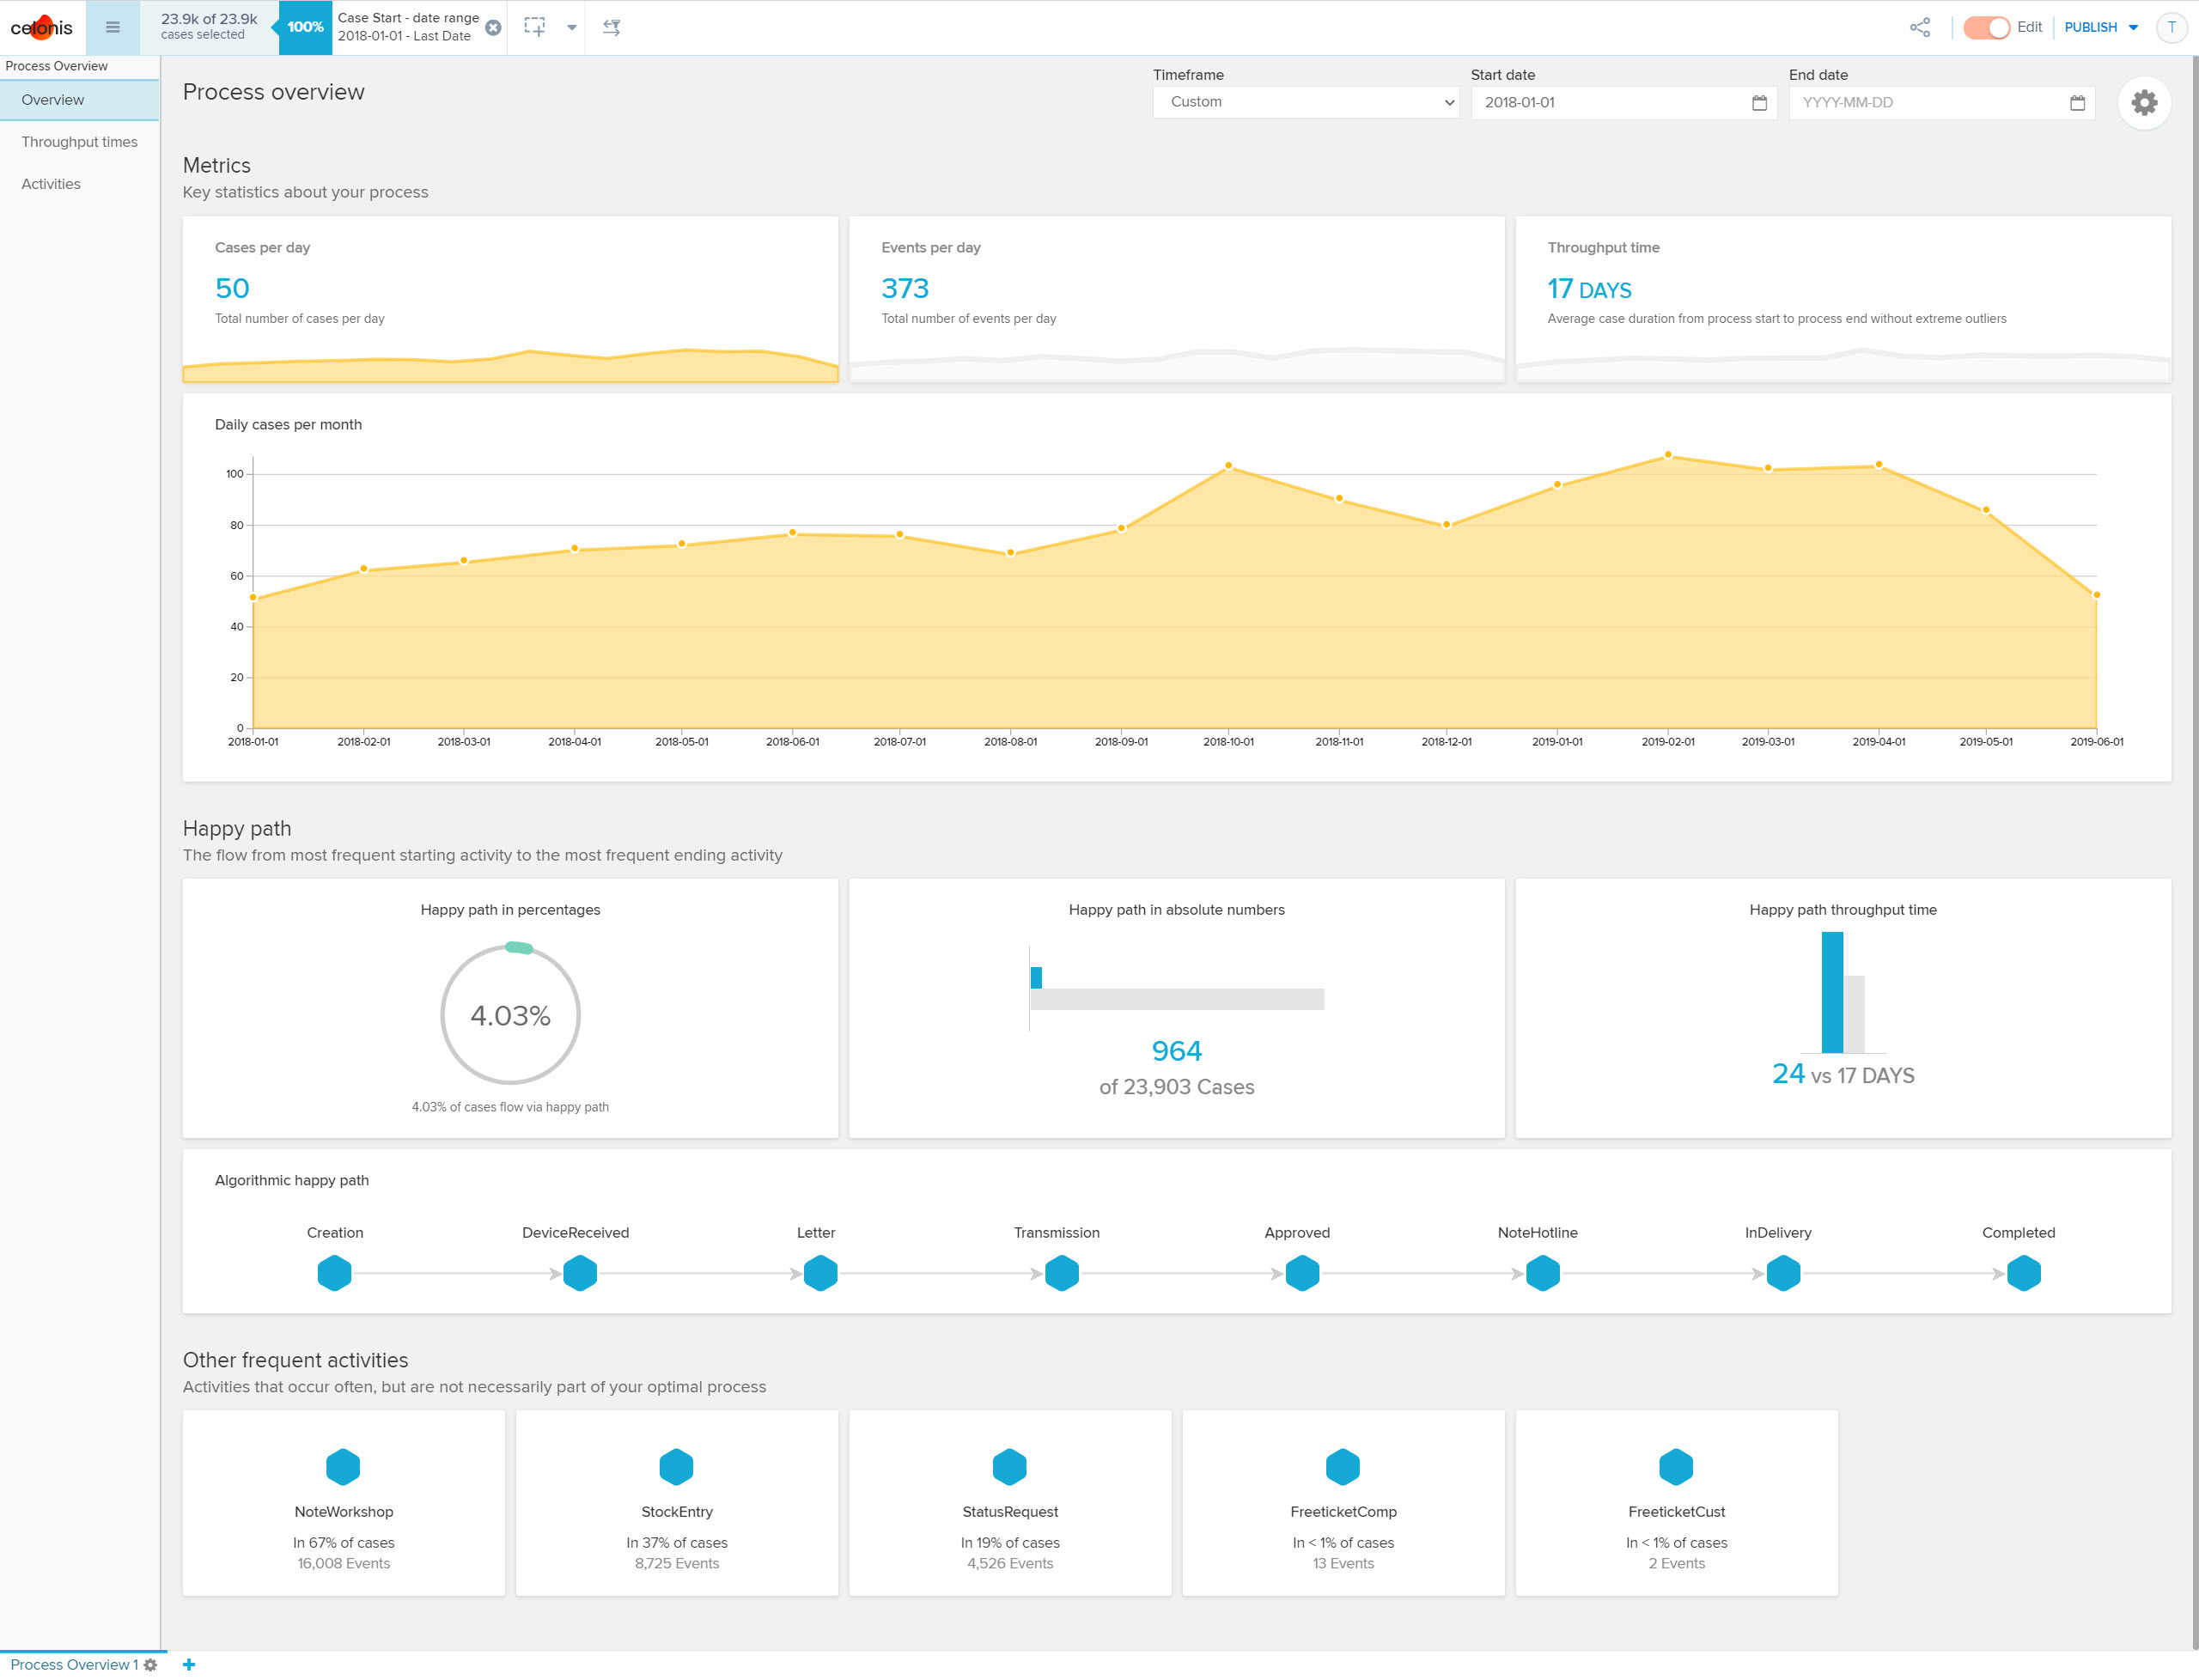 celonis
23.9k of 23.9k
cases selected
100%
Case Start - date range
2018-01-01 - Last Date
Edit
PUBLISH
T
Process Overview
Overview
Throughput times
Activities
Process overview
Timeframe
Custom
Start date
2018-01-01
End date
YYYY-MM-DD
Metrics
Key statistics about your process
Cases per day
50
Total number of cases per day
Events per day
373
Total number of events per day
Throughput time
17 DAYS
Average case duration from process start to process end without extreme outliers
Daily cases per month
100
80
60
40
20
0
2018-01-01 2018-02-01 2018-03-01 2018-04-01 2018-05-01 2018-06-01 2018-07-01 2018-08-01 2018-09-01 2018-10-01 2018-11-01 2018-12-01 2019-01-01 2019-02-01 2019-03-01 2019-04-01 2019-05-01 2019-06-01
Happy path
The flow from most frequent starting activity to the most frequent ending activity
Happy path in percentages
4.03%
4.03% of cases flow via happy path
Happy path in absolute numbers
964
of 23,903 Cases
Happy path throughput time
24 vs 17 DAYS
Algorithmic happy path
Creation DeviceReceived Letter Transmission Approved NoteHotline InDelivery Completed
Other frequent activities
Activities that occur often, but are not necessarily part of your optimal process
NoteWorkshop
In 67% of cases
16,008 Events
StockEntry
In 37% of cases
8,725 Events
StatusRequest
In 19% of cases
4,526 Events
FreeticketComp
In < 1% of cases
13 Events
FreeticketCust
In < 1% of cases
2 Events
Process Overview 1